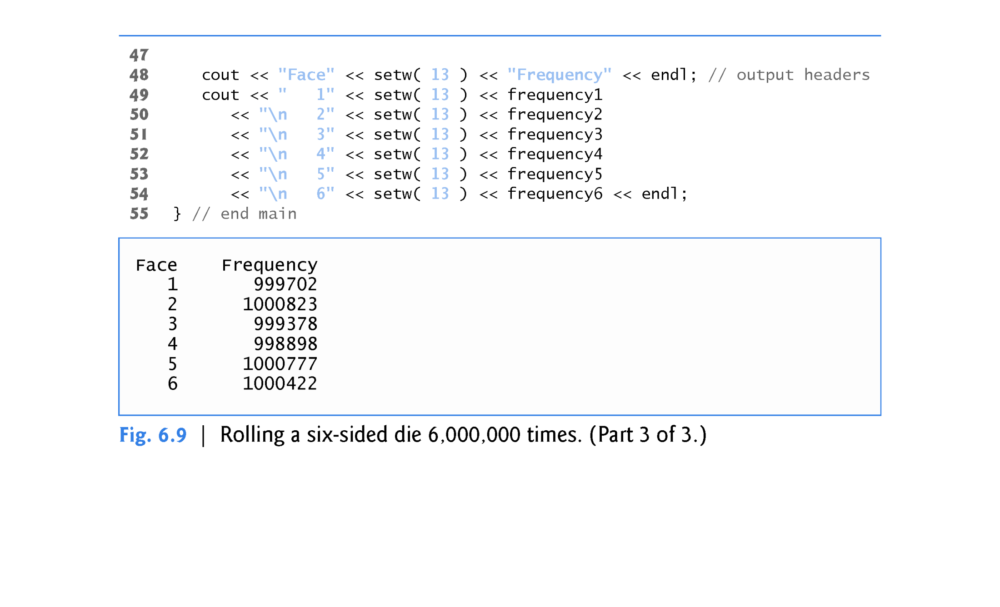 47
48 cout << "Face" << setw( 13 ) << "Frequency" << endl; // output headers
49 cout << "   1" << setw( 13 ) << frequency1
50 << "\n   2" << setw( 13 ) << frequency2
51 << "\n   3" << setw( 13 ) << frequency3
52 << "\n   4" << setw( 13 ) << frequency4
53 << "\n   5" << setw( 13 ) << frequency5
54 << "\n   6" << setw( 13 ) << frequency6 << endl;
55 } // end main
Face Frequency
1 999702
2 1000823
3 999378
4 998898
5 1000777
6 1000422
Fig. 6.9 | Rolling a six-sided die 6,000,000 times. (Part 3 of 3.)